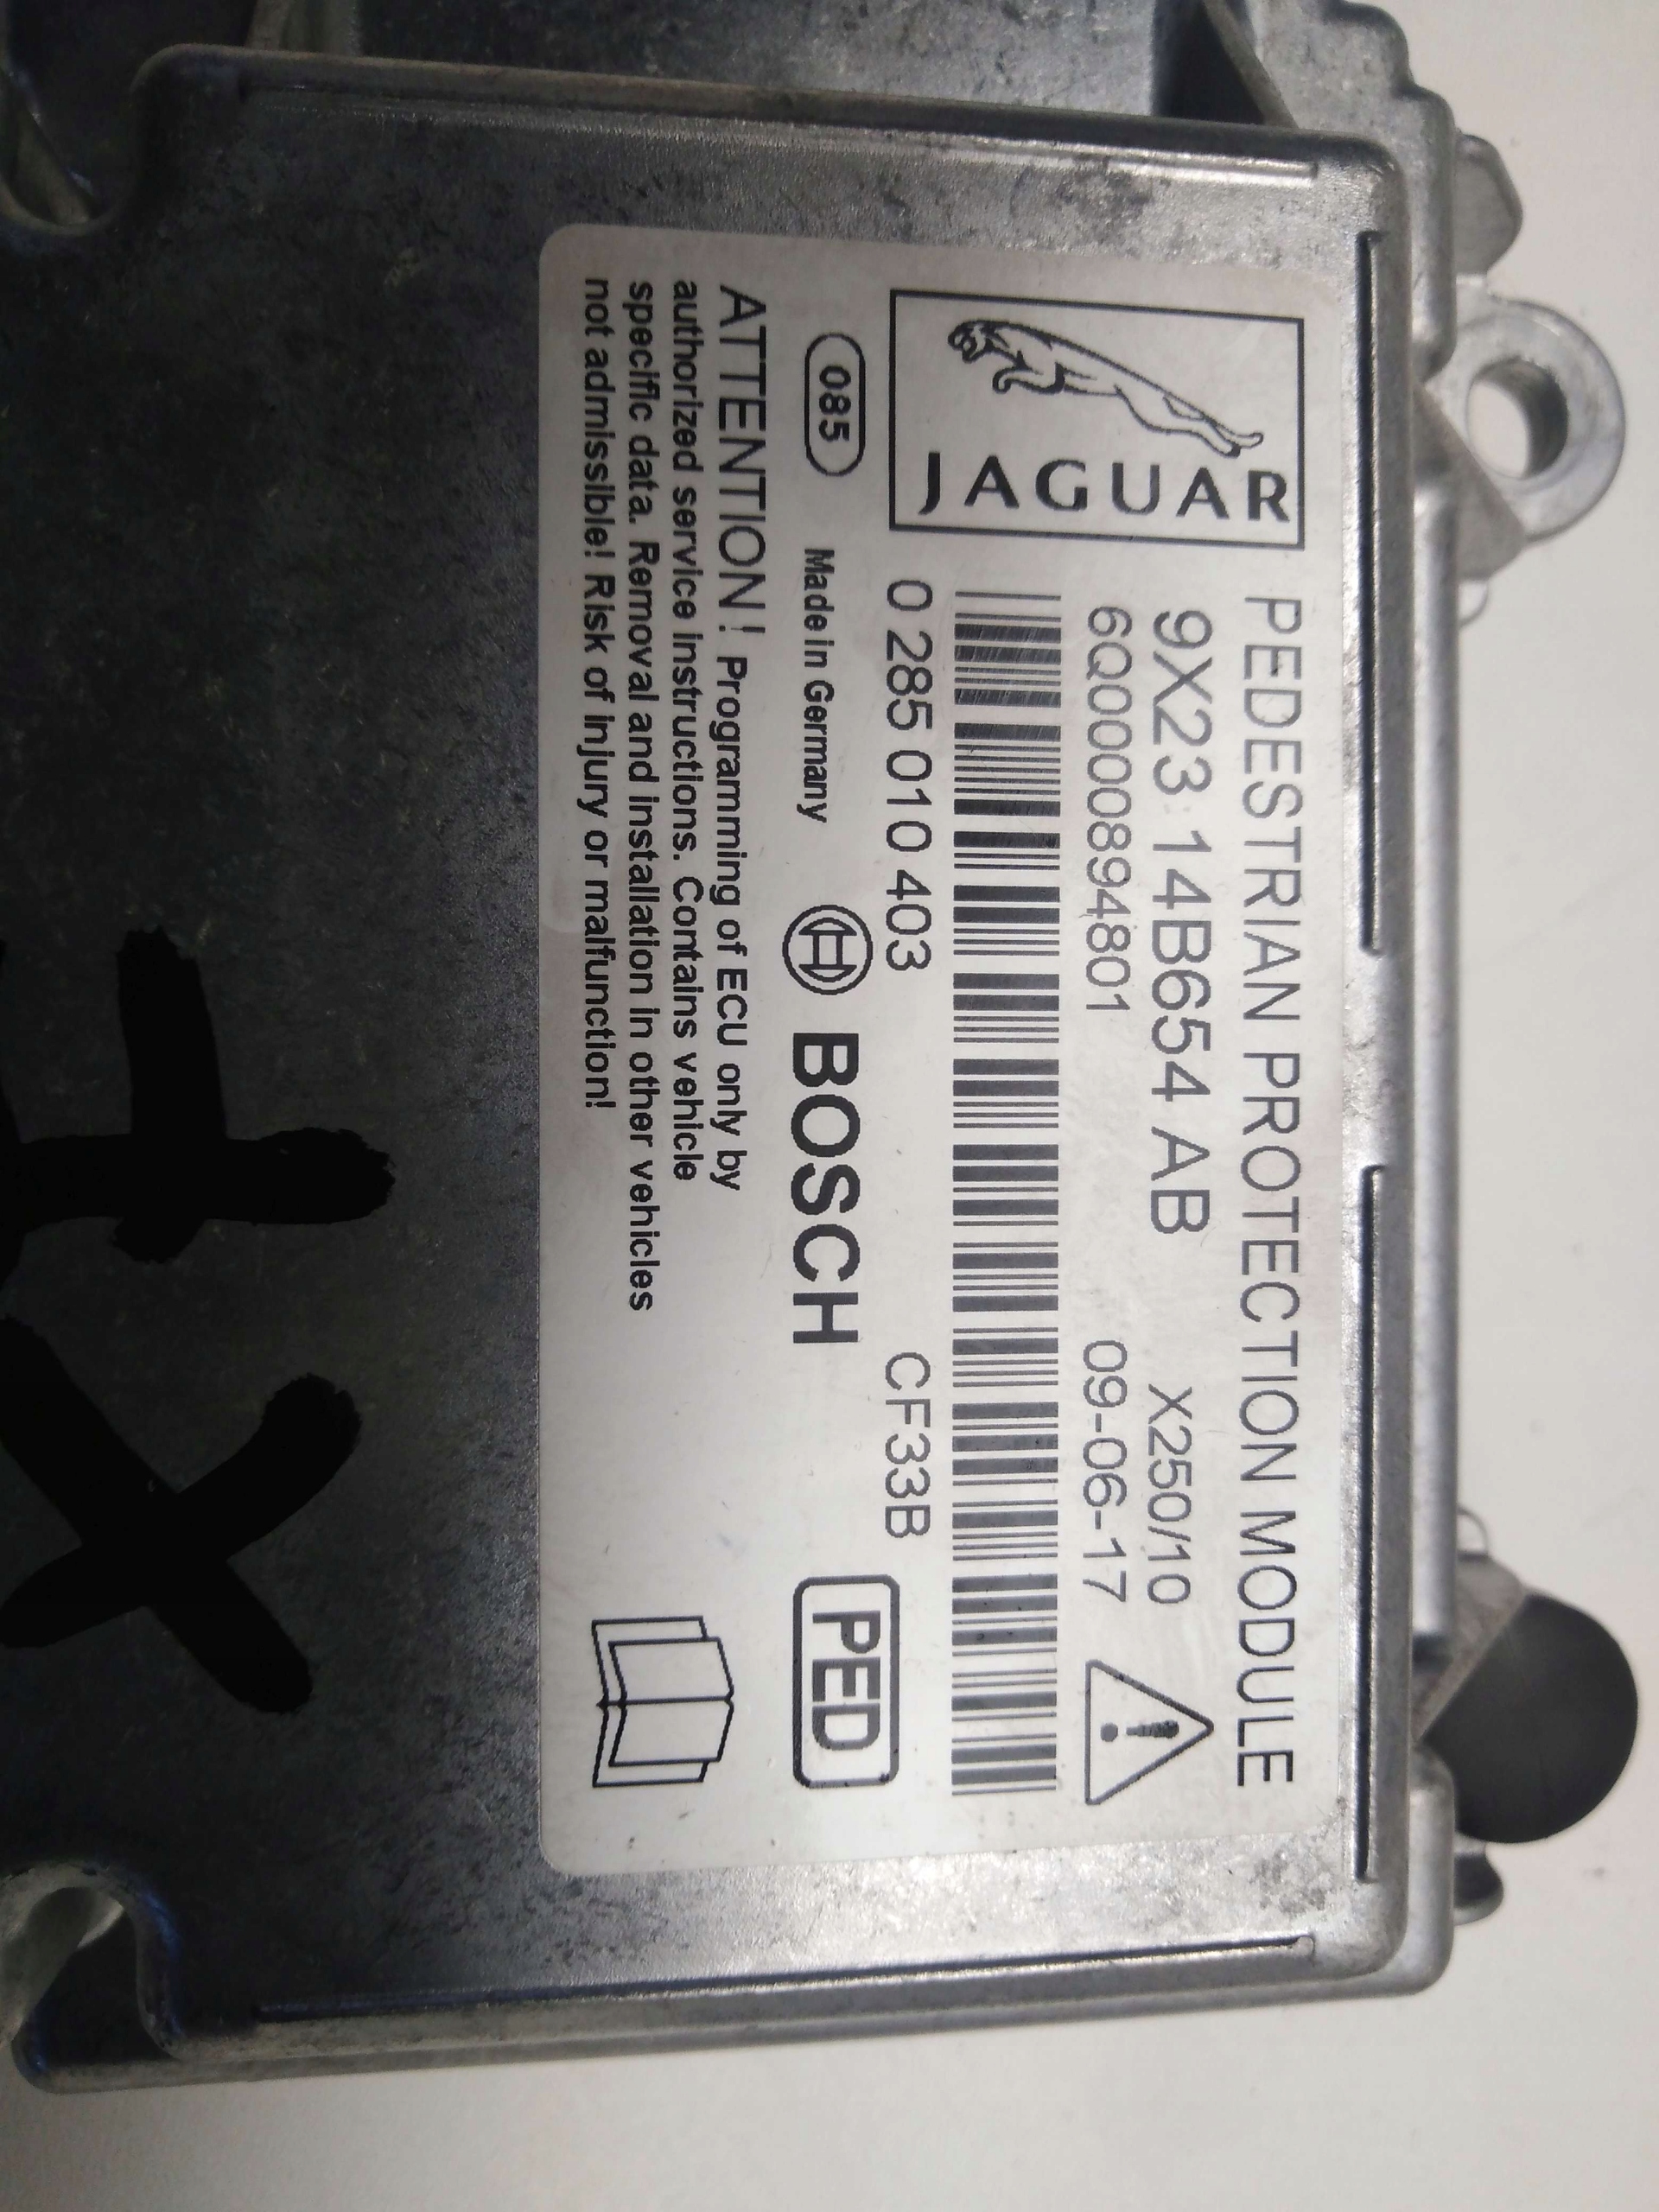 JAGUAR
PEDESTRIAN PROTECTION MODULE
9X23 14B654 AB X250/10
6Q0000894801 09-06-17
0 285 010 403 CF33B
085 Made in Germany BOSCH PED
ATTENTION! Programming of ECU only by
authorized service instructions. Contains vehicle
specific data. Removal and installation in other vehicles
not admissible! Risk of injury or malfunction!